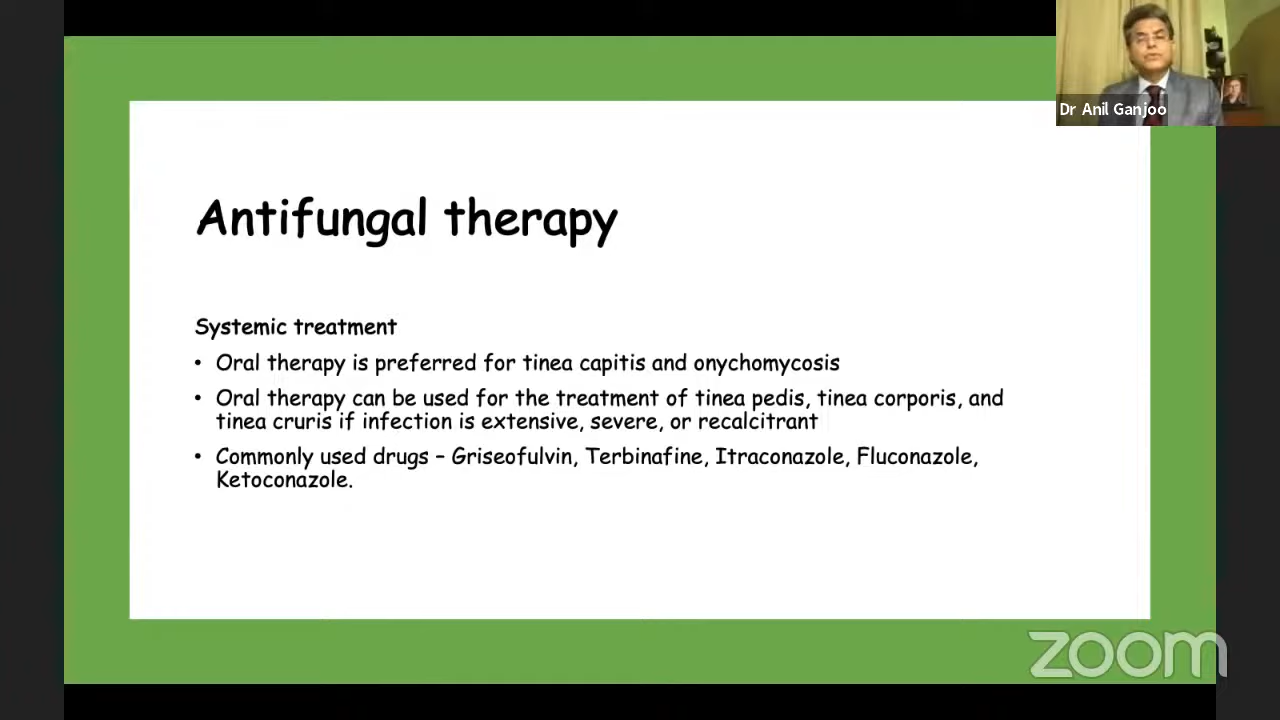 Dr Anil Ganjoo
Antifungal therapy
Systemic treatment
• Oral therapy is preferred for tinea capitis and onychomycosis
• Oral therapy can be used for the treatment of tinea pedis, tinea corporis, and
tinea cruris if infection is extensive, severe, or recalcitrant
• Commonly used drugs – Griseofulvin, Terbinafine, Itraconazole, Fluconazole,
Ketoconazole.
zoom